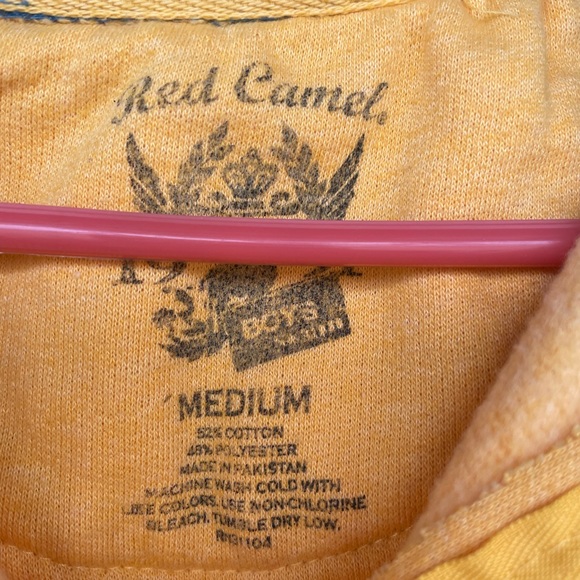 Red Camel
BOYS
MEDIUM
52% COTTON
48% POLYESTER
MADE IN PAKISTAN
MACHINE WASH COLD WITH
LIKE COLORS. USE NON-CHLORINE
BLEACH. TUMBLE DRY LOW.